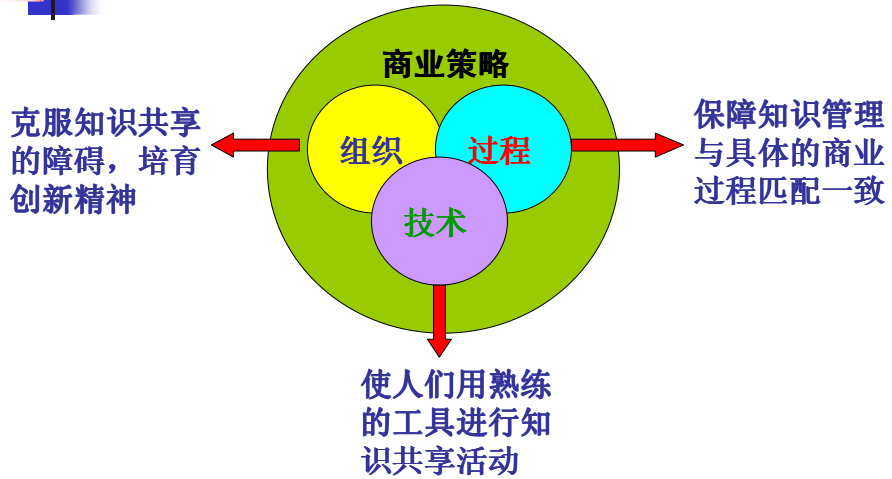 商业策略
组织
过程
技术
克服知识共享
的障碍，培育
创新精神
保障知识管理
与具体的商业
过程匹配一致
使人们用熟练
的工具进行知
识共享活动